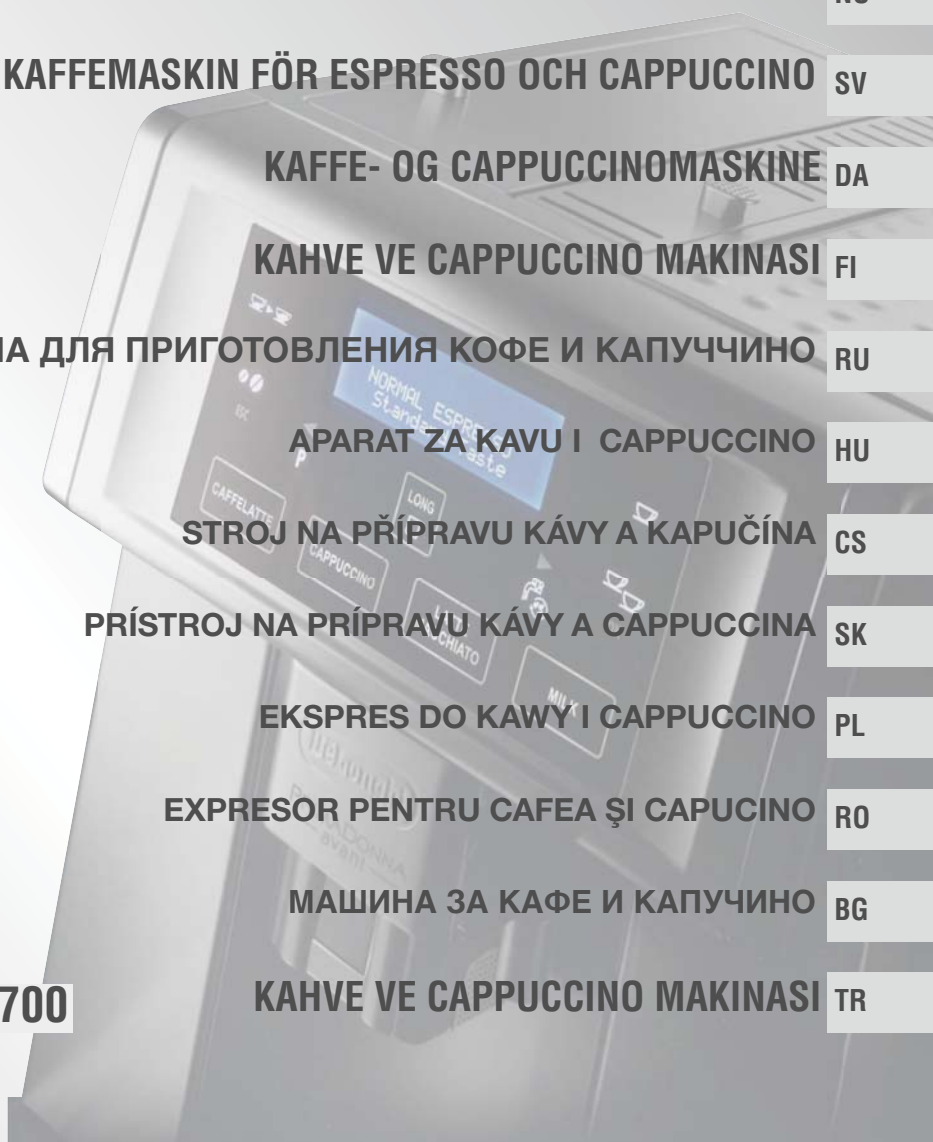 KAFFEMASKIN FÖR ESPRESSO OCH CAPPUCCINO SV
KAFFE- OG CAPPUCCINOMASKINE DA
KAHVE VE CAPPUCCINO MAKINASI FI
ДЛЯ ПРИГОТОВЛЕНИЯ КОФЕ И КАПУЧЧИНО RU
APARAT ZA KAVU I CAPPUCCINO HU
STROJ NA PŘÍPRAVU KÁVY A KAPUČÍNA CS
PRÍSTROJ NA PRÍPRAVU KÁVY A CAPPUCCINA SK
EKSPRES DO KAWY I CAPPUCCINO PL
EXPRESOR PENTRU CAFEA ŞI CAPUCINO RO
МАШИНА ЗА КАФЕ И КАПУЧИНО BG
700 KAHVE VE CAPPUCCINO MAKINASI TR
NORMAL ESPRESSO
Standard taste
ESC
P
CAFFELATTE
LONG
CAPPUCCINO
MILK
DeLonghi